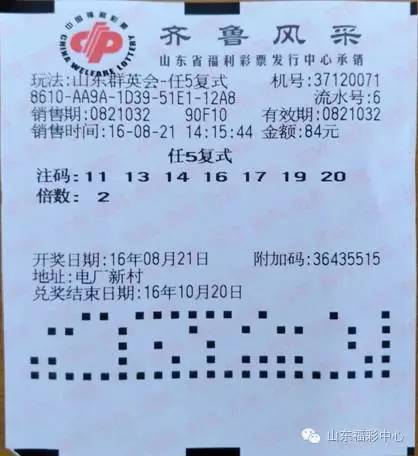 中国福利彩票
CHINA WELFARE LOTTERY
齐鲁风采
山东省福利彩票发行中心承销
玩法:山东群英会-任5复式 机号:37120071
8610-AA9A-1D39-51E1-12A8 流水号:6
销售期:0821032 90F10 有效期:0821032
销售时间:16-08-21 14:15:44 金额:84元
任5复式
注码: 11 13 14 16 17 19 20
倍数: 2
开奖日期:16年08月21日 附加码:36435515
地址:电厂新村
兑奖结束日期:16年10月20日
山东福彩中心